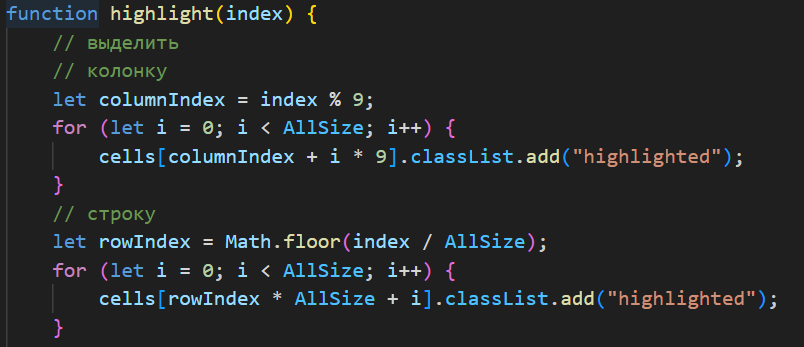 function highlight(index) {
    // выделить
    // колонку
    let columnIndex = index % 9;
    for (let i = 0; i < AllSize; i++) {
        cells[columnIndex + i * 9].classList.add("highlighted");
    }
    // строку
    let rowIndex = Math.floor(index / AllSize);
    for (let i = 0; i < AllSize; i++) {
        cells[rowIndex * AllSize + i].classList.add("highlighted");
    }